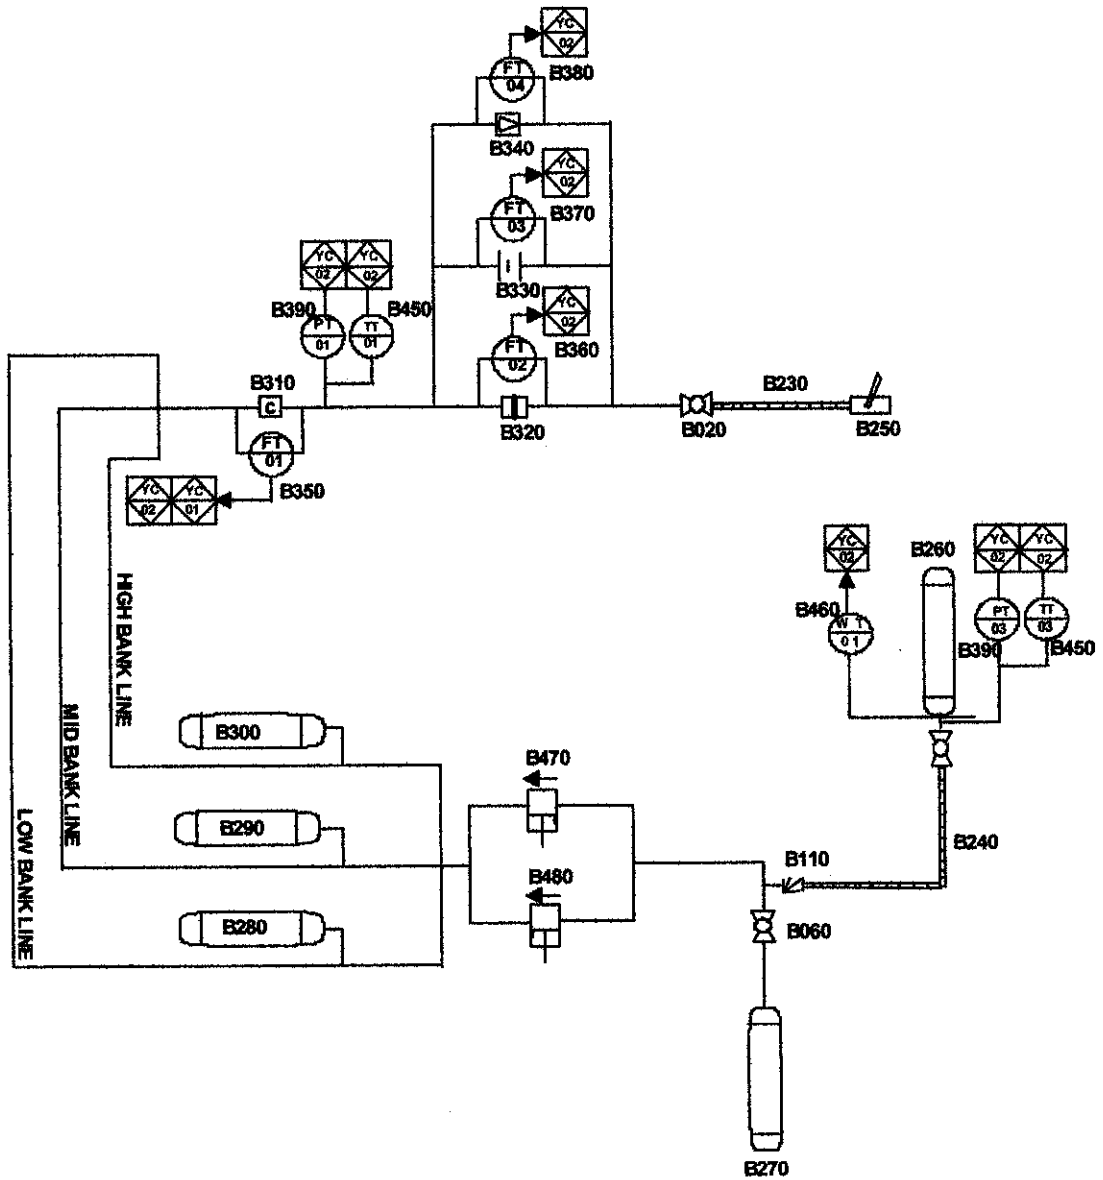 YC
02
FT
04
B380
B340
YC
02
FT
03
B370
B330
YC
02
FT
02
B360
B320
YC
02
YC
02
B390
B450
PT
01
TT
01
B310
FT
01
B350
YC
02
YC
01
B230
B020
B250
YC
02
B260
YC
02
YC
02
B460
W T
01
PT
03
TT
03
B390
B450
HIGH BANK LINE
MID BANK LINE
LOW BANK LINE
B300
B290
B280
B470
B480
B110
B240
B060
B270